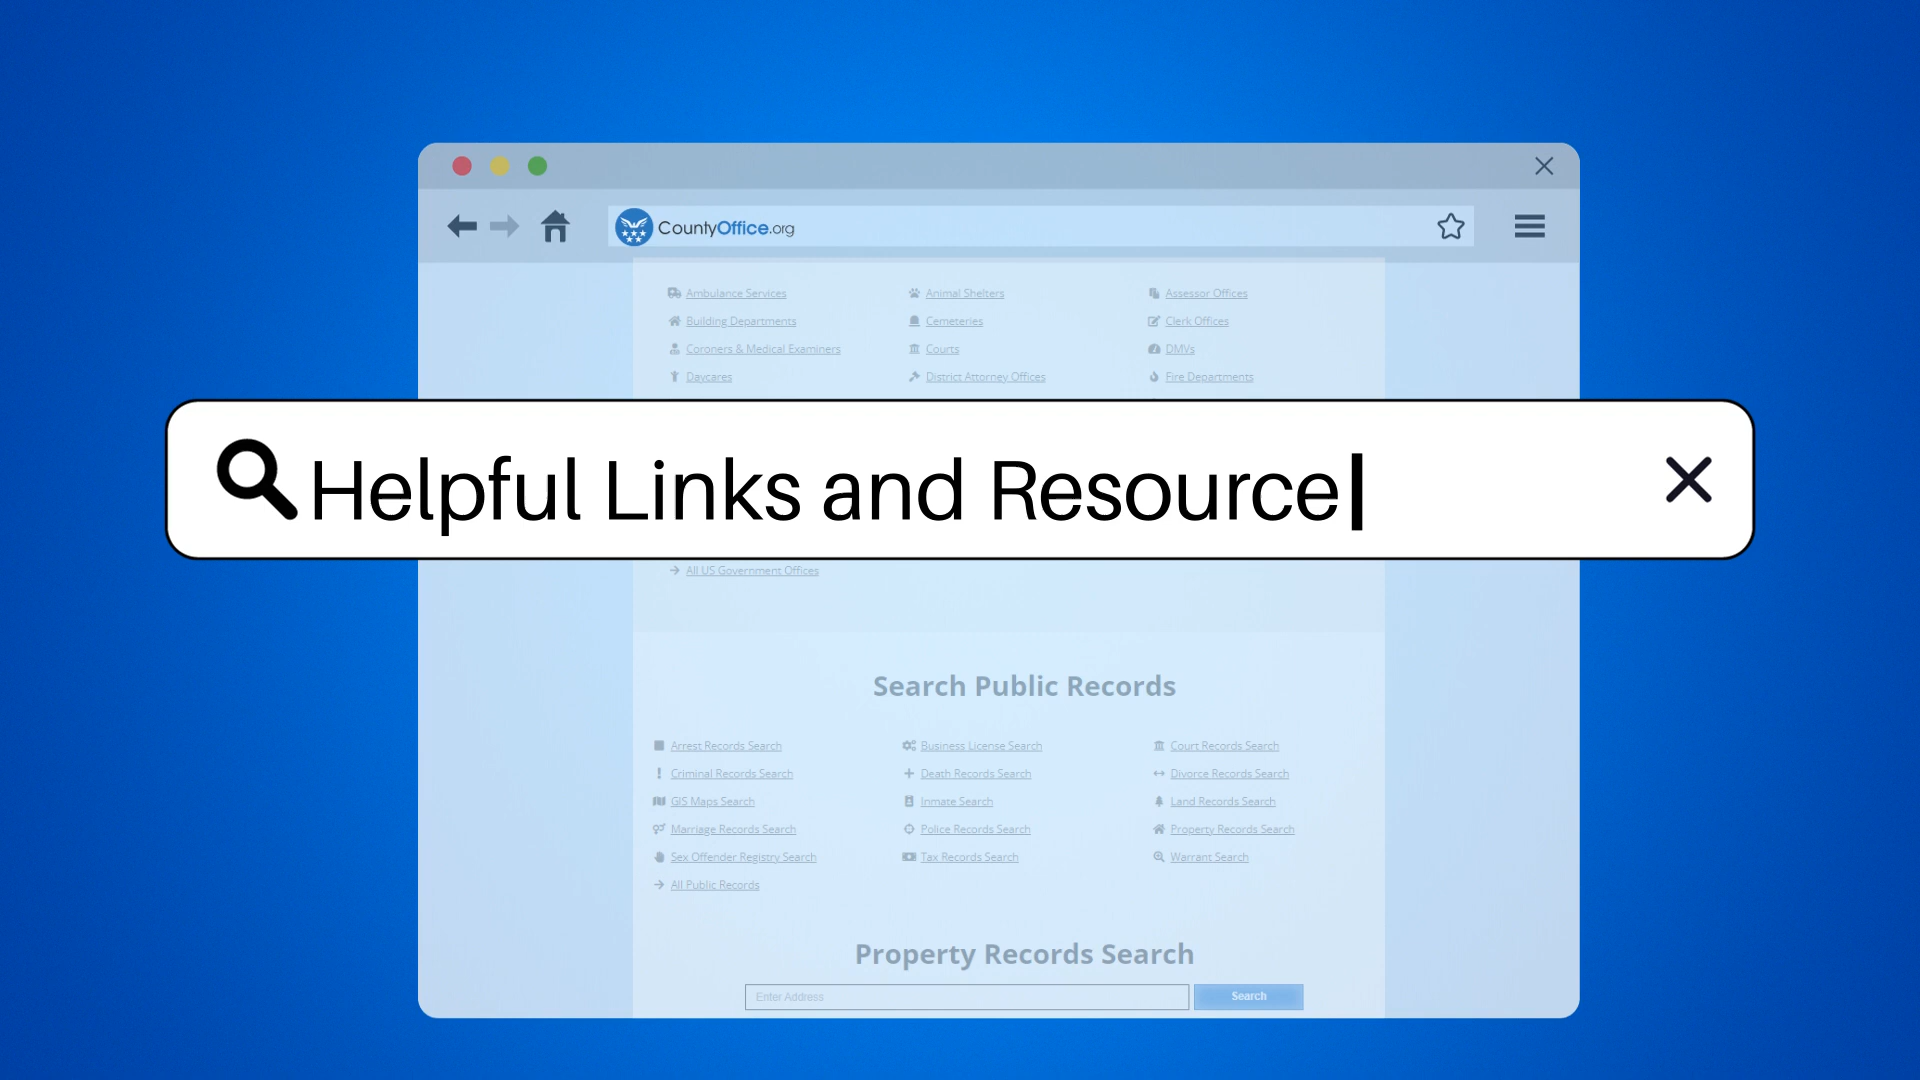 CountyOffice.org
Ambulance Services Animal Shelters Assessor Offices
Building Departments Cemeteries Clerk Offices
Coroners & Medical Examiners Courts DMVs
Daycares District Attorney Offices Fire Departments
Helpful Links and Resource
All US Government Offices
Search Public Records
Arrest Records Search Business License Search Court Records Search
Criminal Records Search Death Records Search Divorce Records Search
GIS Maps Search Inmate Search Land Records Search
Marriage Records Search Police Records Search Property Records Search
Sex Offender Registry Search Tax Records Search Warrant Search
All Public Records
Property Records Search
Enter Address Search